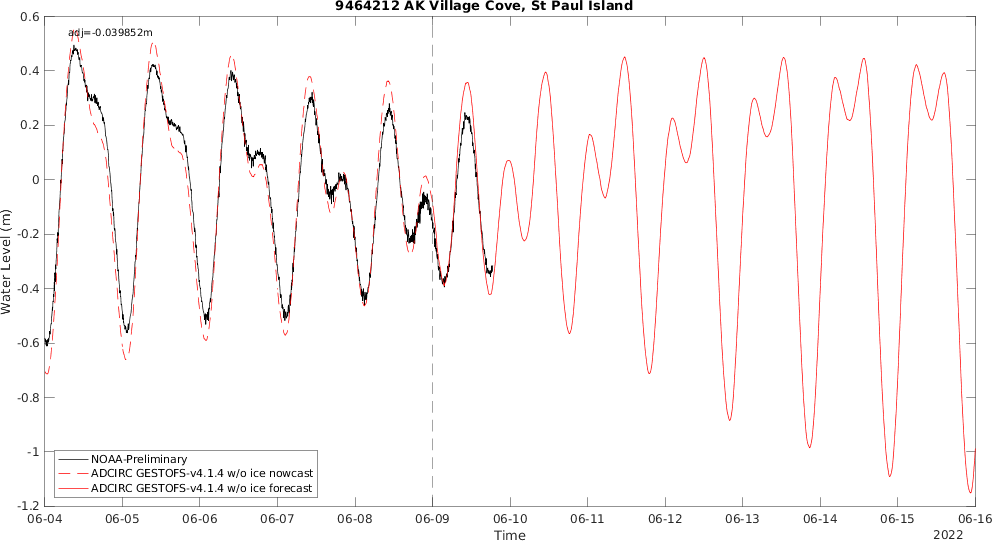 9464212 AK Village Cove, St Paul Island
adj=-0.039852m
Water Level (m)
0.6
0.4
0.2
0
-0.2
-0.4
-0.6
-0.8
-1
-1.2
NOAA-Preliminary
ADCIRC GESTOFS-v4.1.4 w/o ice nowcast
ADCIRC GESTOFS-v4.1.4 w/o ice forecast
06-04 06-05 06-06 06-07 06-08 06-09 06-10 06-11 06-12 06-13 06-14 06-15 06-16
Time
2022